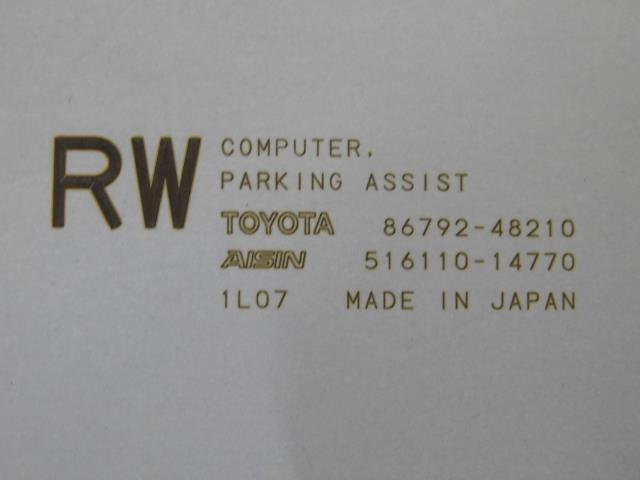 RW
COMPUTER,
PARKING ASSIST
TOYOTA 86792-48210
AISIN 516110-14770
1L07 MADE IN JAPAN